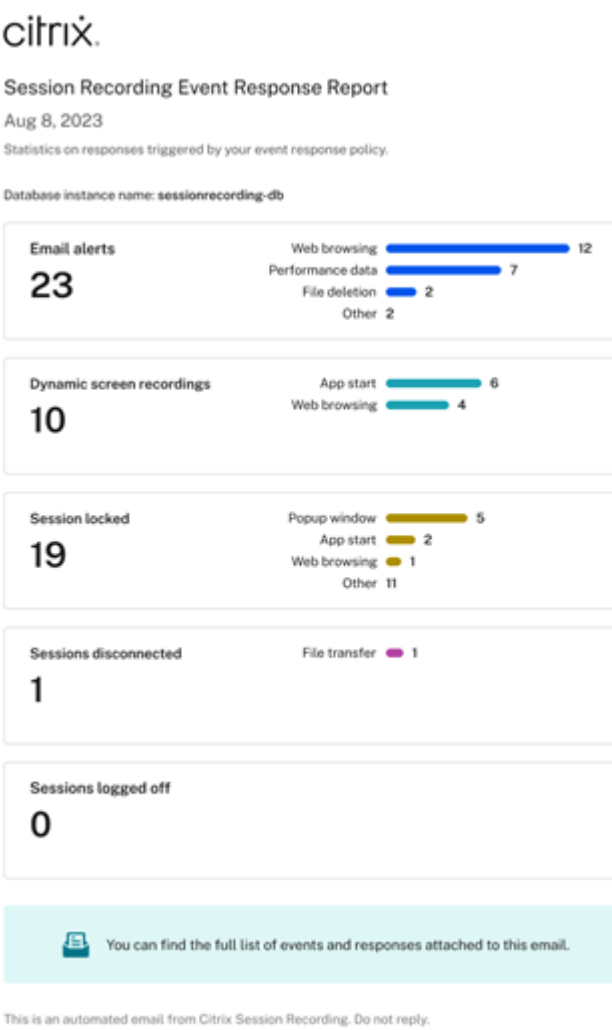 citrix.
Session Recording Event Response Report
Aug 8, 2023
Statistics on responses triggered by your event response policy.
Database instance name: sessionrecording-db
Email alerts
23
Web browsing 12
Performance data 7
File deletion 2
Other 2
Dynamic screen recordings
10
App start 6
Web browsing 4
Session locked
19
Popup window 5
App start 2
Web browsing 1
Other 11
Sessions disconnected
1
File transfer 1
Sessions logged off
0
You can find the full list of events and responses attached to this email.
This is an automated email from Citrix Session Recording. Do not reply.